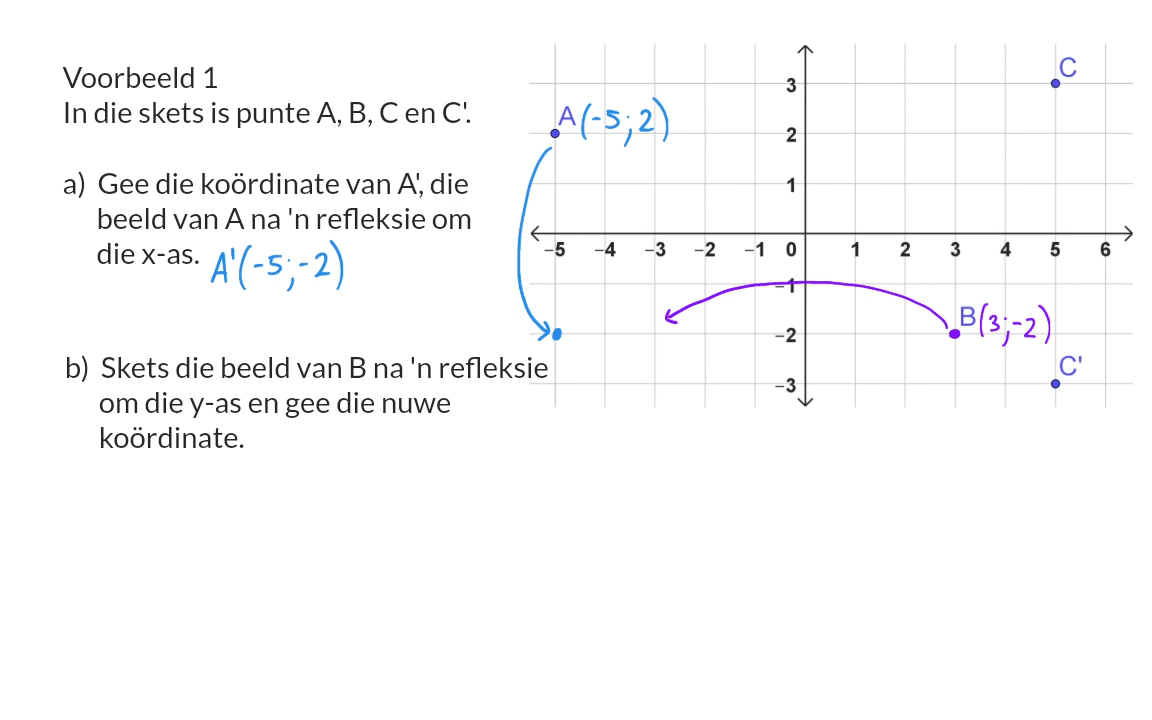 Voorbeeld 1
In die skets is punte A, B, C en C'.
a) Gee die koördinate van A', die
beeld van A na 'n refleksie om
die x-as. A'(-5;-2)
b) Skets die beeld van B na 'n refleksie
om die y-as en gee die nuwe
koördinate.
C
3
A(-5;2)
2
1
-5 -4 -3 -2 -1 0 1 2 3 4 5 6
-1
B(3;-2)
-2
C'
-3